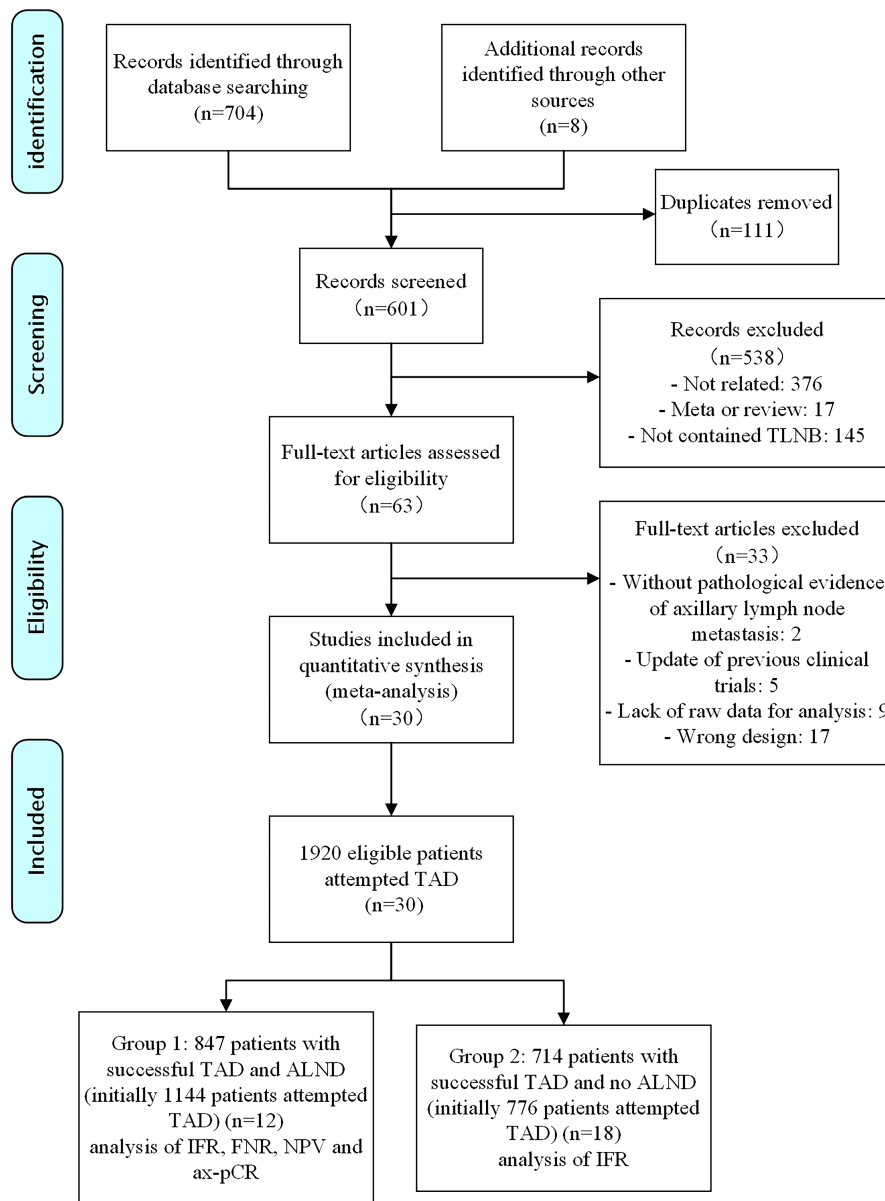 identification
Records identified through
database searching
(n=704)
Additional records
identified through other
sources
(n=8)
Duplicates removed
（n=111）
Screening
Records screened
（n=601）
Records excluded
（n=538）
- Not related: 376
- Meta or review: 17
- Not contained TLNB: 145
Full-text articles assessed
for eligibility
（n=63）
Eligibility
Full-text articles excluded
（n=33）
- Without pathological evidence
of axillary lymph node
metastasis: 2
- Update of previous clinical
trials: 5
- Lack of raw data for analysis: 9
- Wrong design: 17
Studies included in
quantitative synthesis
(meta-analysis)
（n=30）
Included
1920 eligible patients
attempted TAD
(n=30)
Group 1: 847 patients with
successful TAD and ALND
(initially 1144 patients attempted
TAD) (n=12)
analysis of IFR, FNR, NPV and
ax-pCR
Group 2: 714 patients with
successful TAD and no ALND
(initially 776 patients attempted
TAD) (n=18)
analysis of IFR